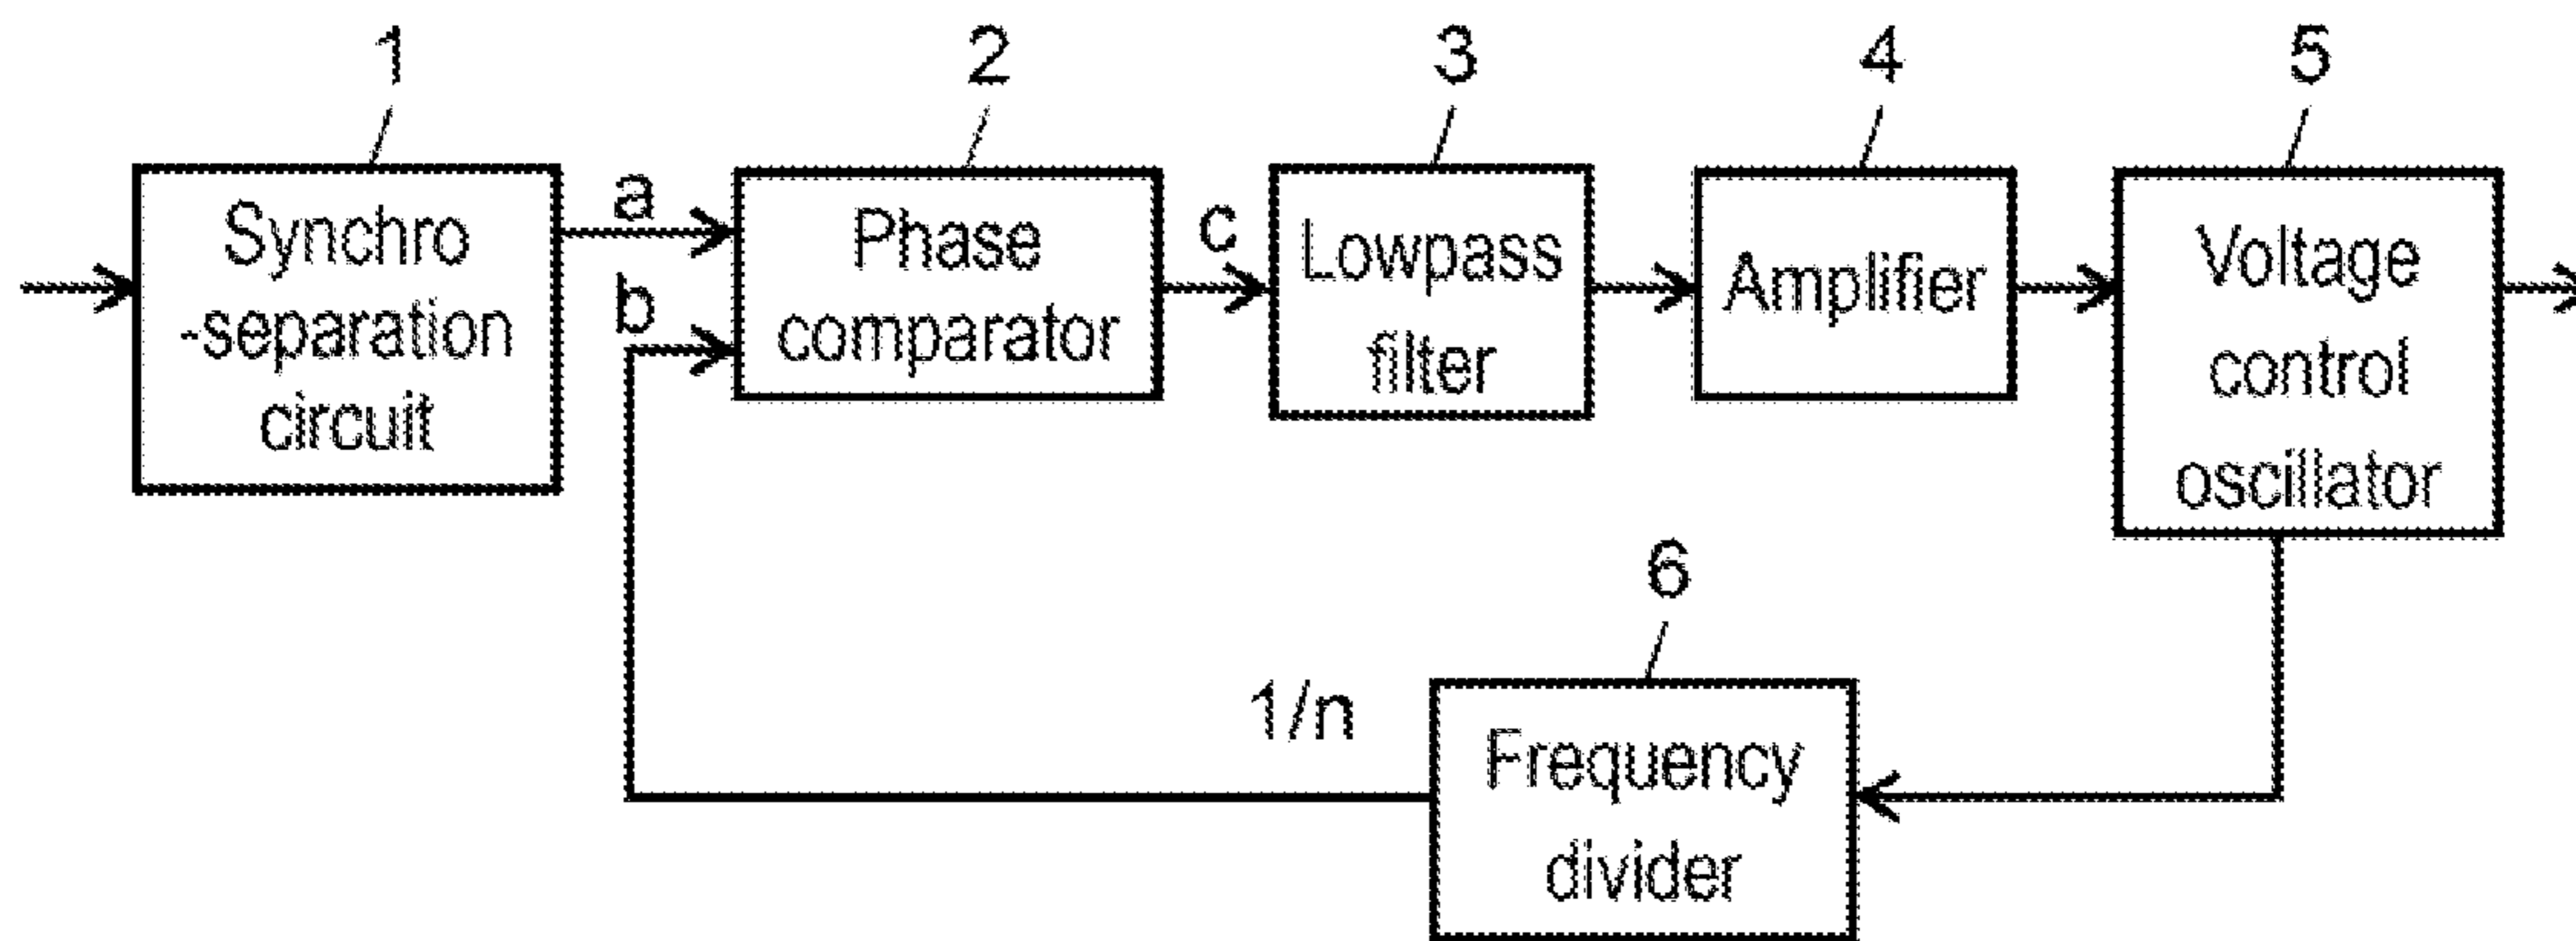 1
2
3
4
5
Synchro
-separation
circuit
a
b
Phase
comparator
c
Lowpass
filter
Amplifier
Voltage
control
oscillator
6
1/n
Frequency
divider